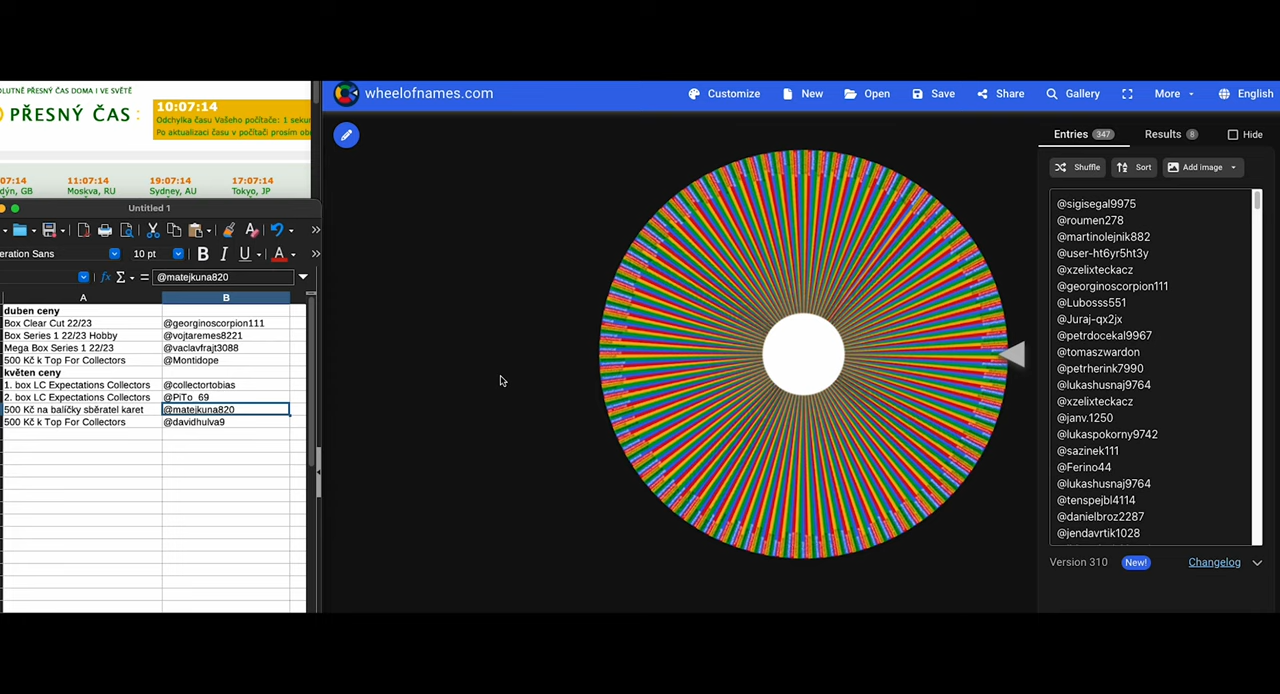 OLUTNĚ PŘESNÝ ČAS DOMA I VE SVĚTĚ
PŘESNÝ ČAS :
10:07:14
Odchylka času Vašeho počítače: 1 sekun
Po aktualizaci času v počítači prosím ob
:07:14 11:07:14 19:07:14 17:07:14
dýn, GB Moskva, RU Sydney, AU Tokyo, JP
Untitled 1
eration Sans 10 pt B I U A
fx Σ = @matejkuna820
A B
duben ceny
Box Clear Cut 22/23 @georginoscorpion111
Box Series 1 22/23 Hobby @vojtaremes8221
Mega Box Series 1 22/23 @vaclavfrajt3088
500 Kč k Top For Collectors @Montidope
květen ceny
1. box LC Expectations Collectors @collectortobias
2. box LC Expectations Collectors @PiTo_69
500 Kč na balíčky sběratel karet @matejkuna820
500 Kč k Top For Collectors @davidhulva9
wheelofnames.com
Customize New Open Save Share Gallery More English
Entries 347 Results 8 Hide
Shuffle Sort Add image
@sigisegal9975
@roumen278
@martinolejnik882
@user-ht6yr5ht3y
@xzelixteckacz
@georginoscorpion111
@Lubosss551
@Juraj-qx2jx
@petrdocekal9967
@tomaszwardon
@petrherink7990
@lukashusnaj9764
@xzelixteckacz
@janv.1250
@lukaspokorny9742
@sazinek111
@Ferino44
@lukashusnaj9764
@tenspejbl4114
@danielbroz2287
@jendavrtik1028
Version 310 New! Changelog